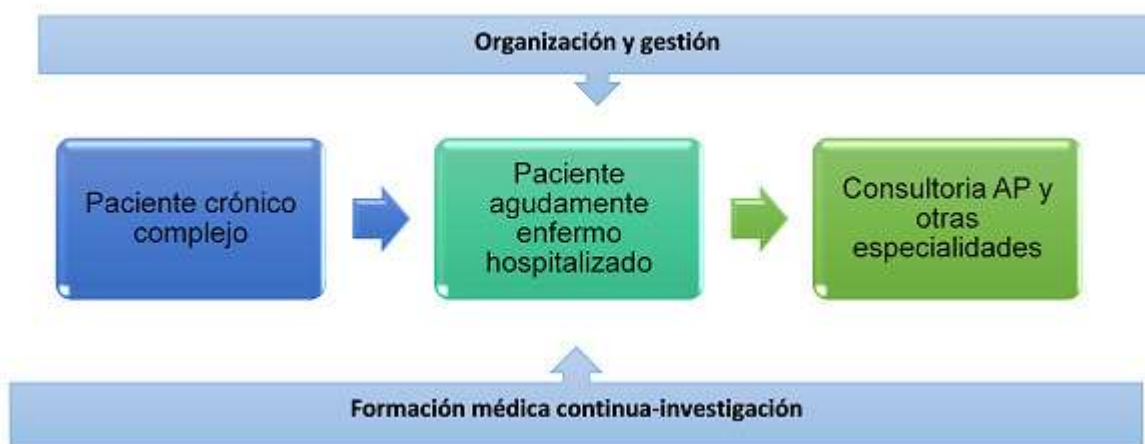 Organización y gestión
Paciente crónico
complejo
Paciente
agudamente
enfermo
hospitalizado
Consultoria AP y
otras
especialidades
Formación médica continua-investigación